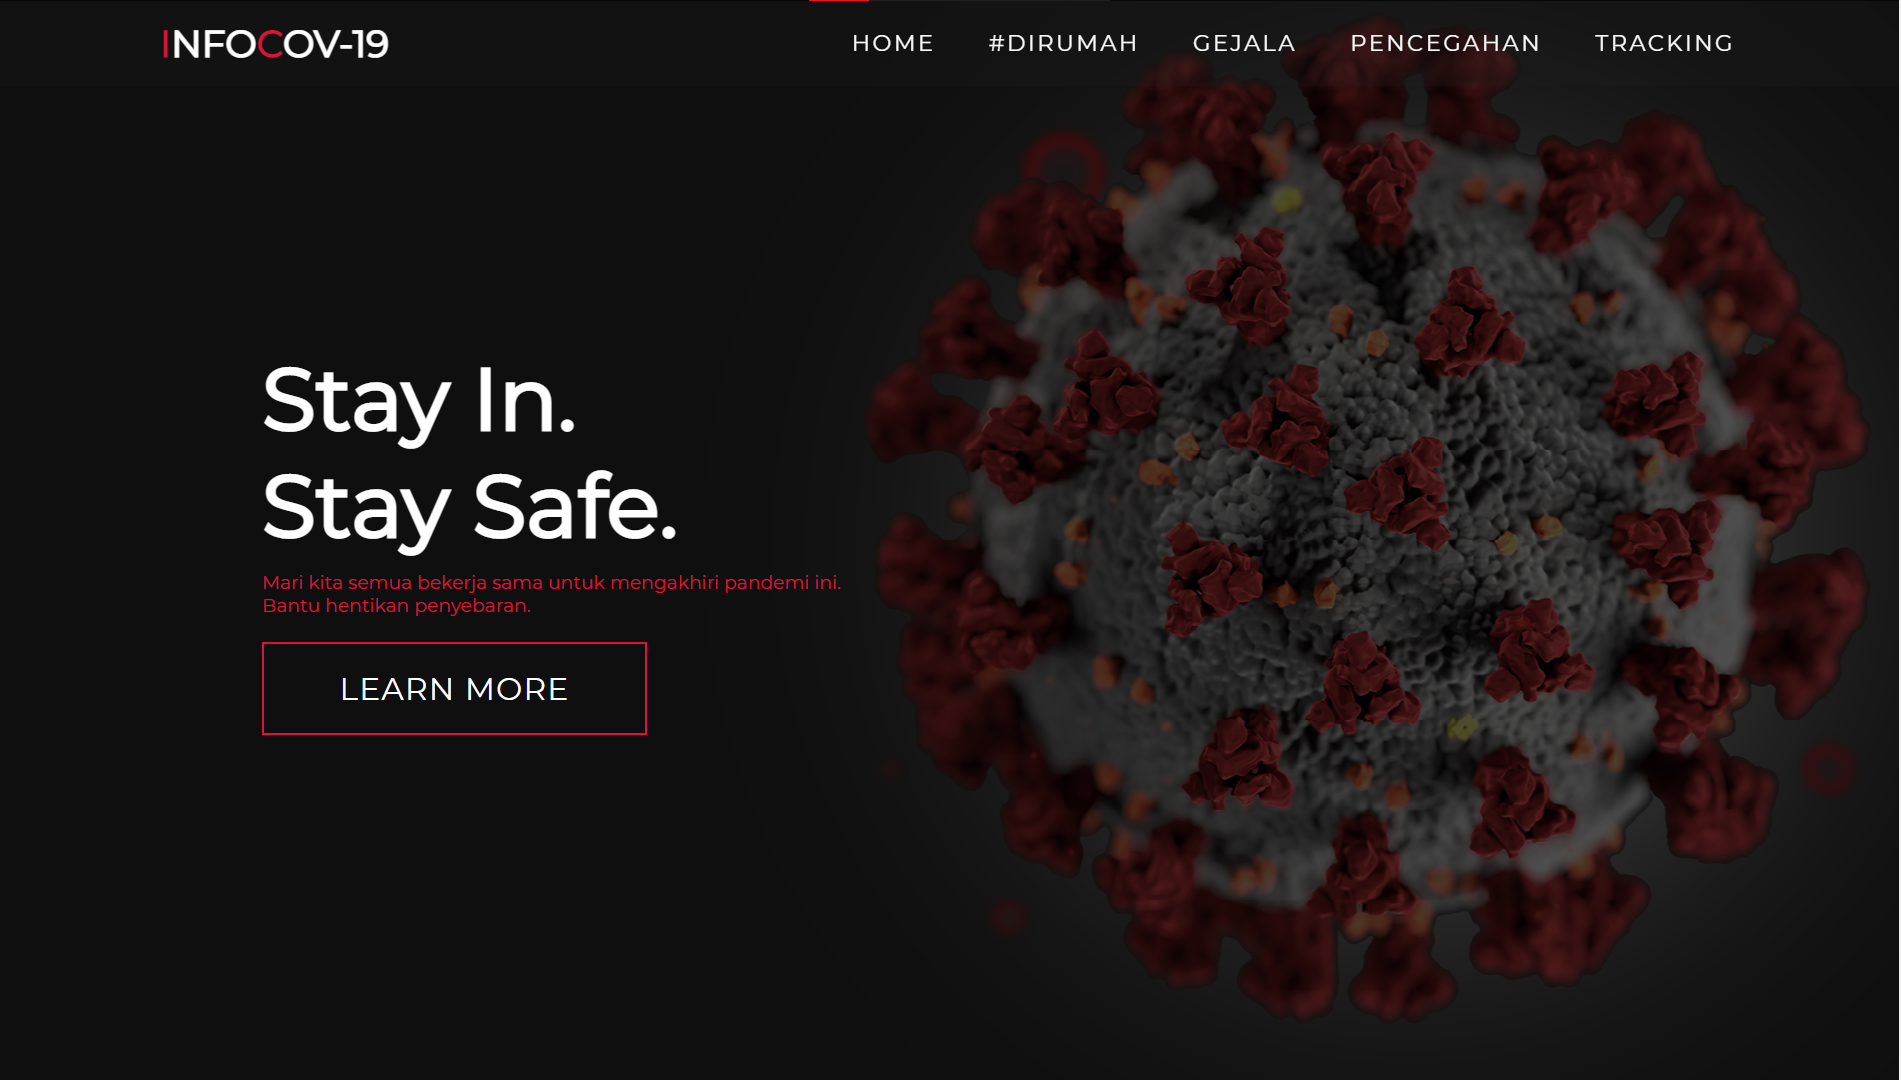 INFOCOV-19
HOME #DIRUMAH GEJALA PENCEGAHAN TRACKING
Stay In.
Stay Safe.
Mari kita semua bekerja sama untuk mengakhiri pandemi ini.
Bantu hentikan penyebaran.
LEARN MORE